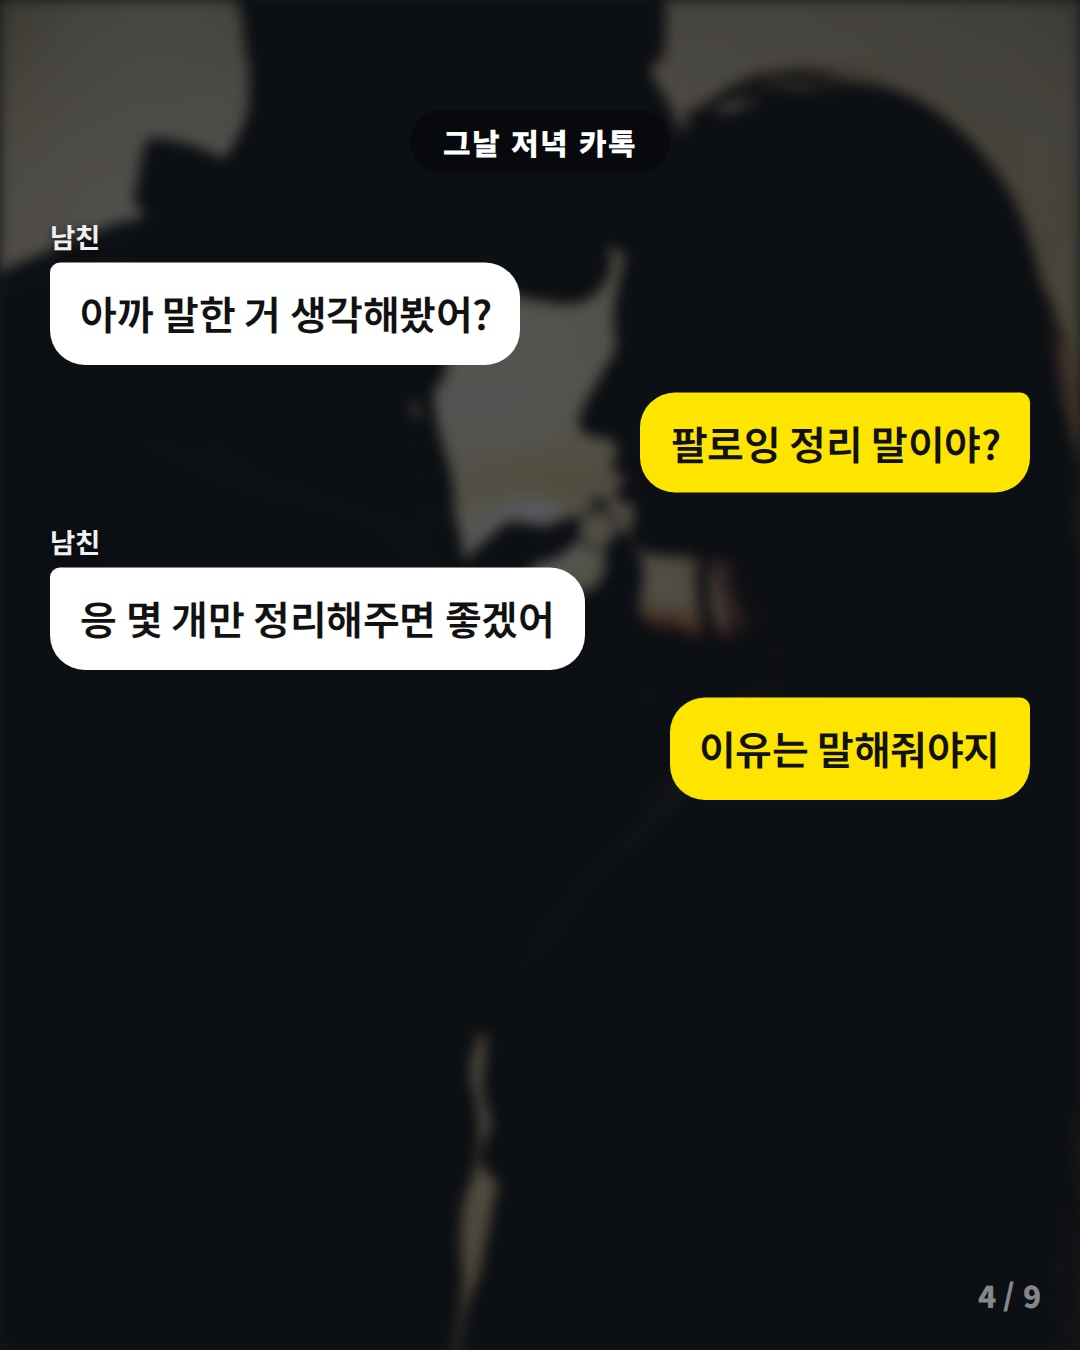 그날 저녁 카톡
남친
아까 말한 거 생각해봤어?
팔로잉 정리 말이야?
남친
응 몇 개만 정리해주면 좋겠어
이유는 말해줘야지
4 / 9